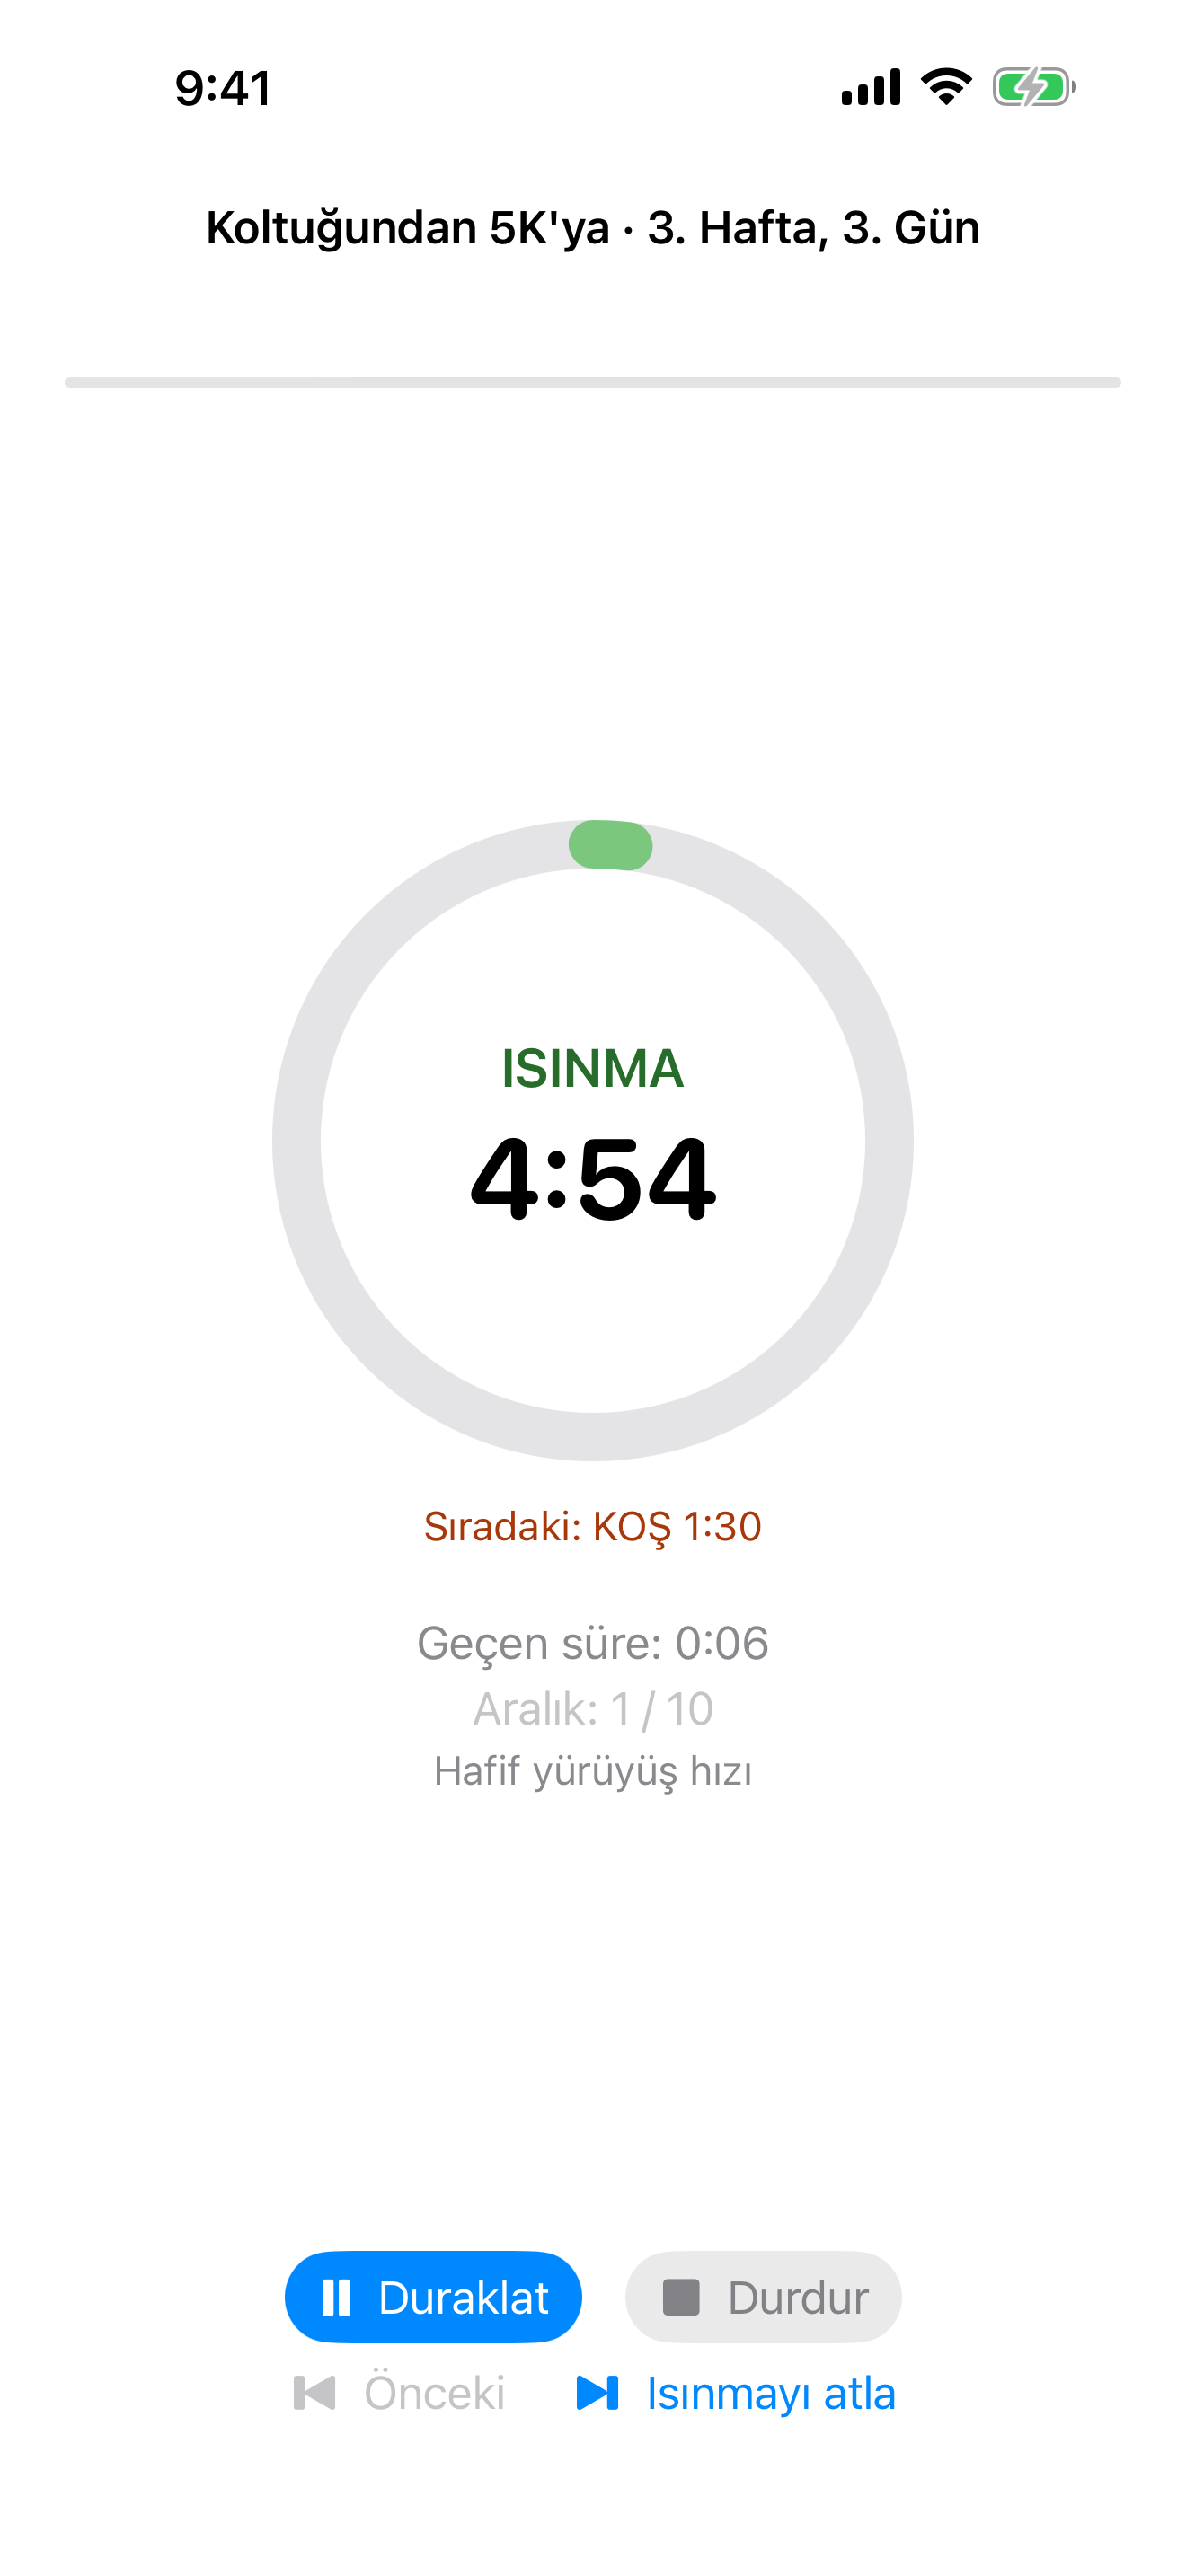 9:41
Koltuğundan 5K'ya · 3. Hafta, 3. Gün
ISINMA
4:54
Sıradaki: KOŞ 1:30
Geçen süre: 0:06
Aralık: 1 / 10
Hafif yürüyüş hızı
Duraklat Durdur
Önceki Isınmayı atla